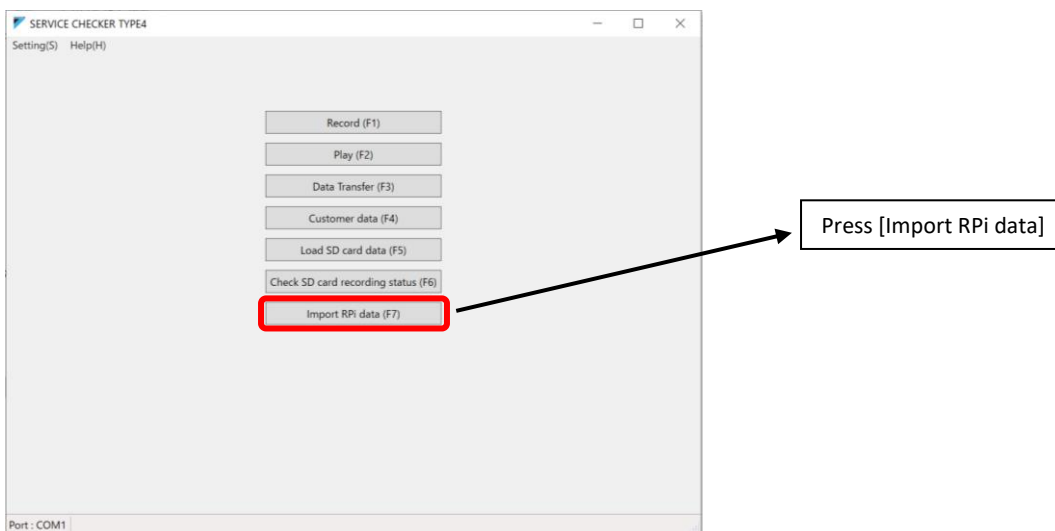 SERVICE CHECKER TYPE4
Setting(S) Help(H)
Record (F1)
Play (F2)
Data Transfer (F3)
Customer data (F4)
Load SD card data (F5)
Check SD card recording status (F6)
Import RPi data (F7)
Press [Import RPi data]
Port : COM1